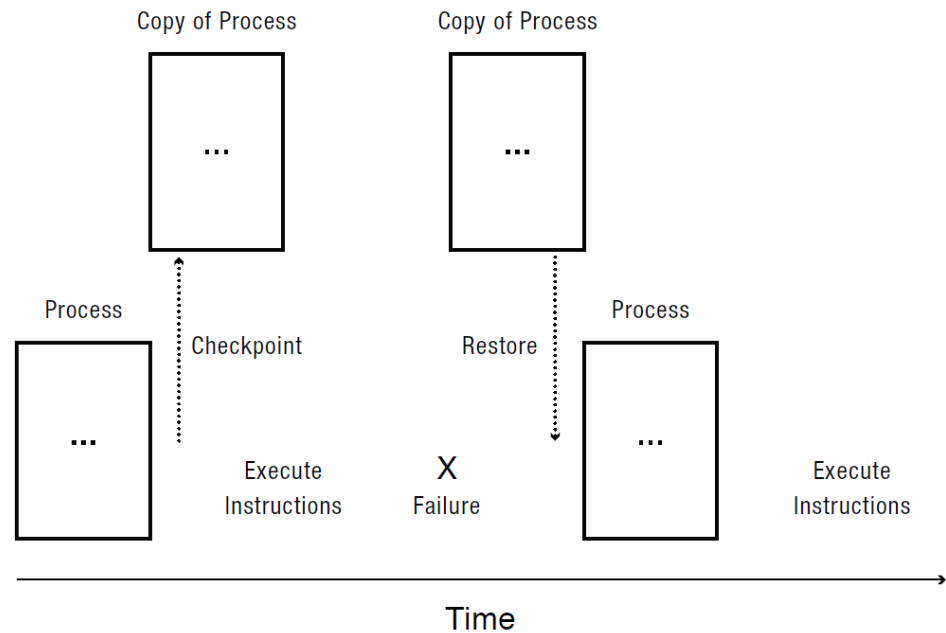 Copy of Process
Copy of Process
...
...
Process
Process
Checkpoint
Restore
...
...
Execute
Instructions
X
Failure
Execute
Instructions
Time